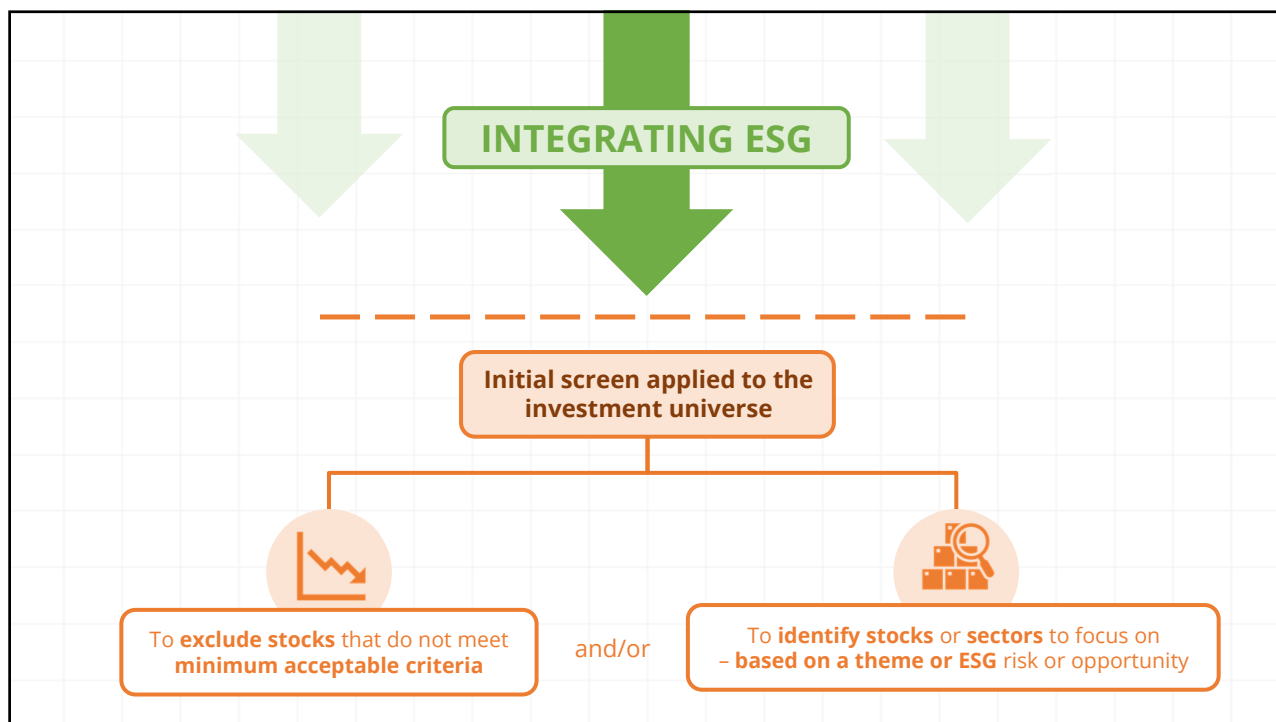 INTEGRATING ESG
Initial screen applied to the
investment universe
To exclude stocks that do not meet
minimum acceptable criteria
and/or
To identify stocks or sectors to focus on
– based on a theme or ESG risk or opportunity